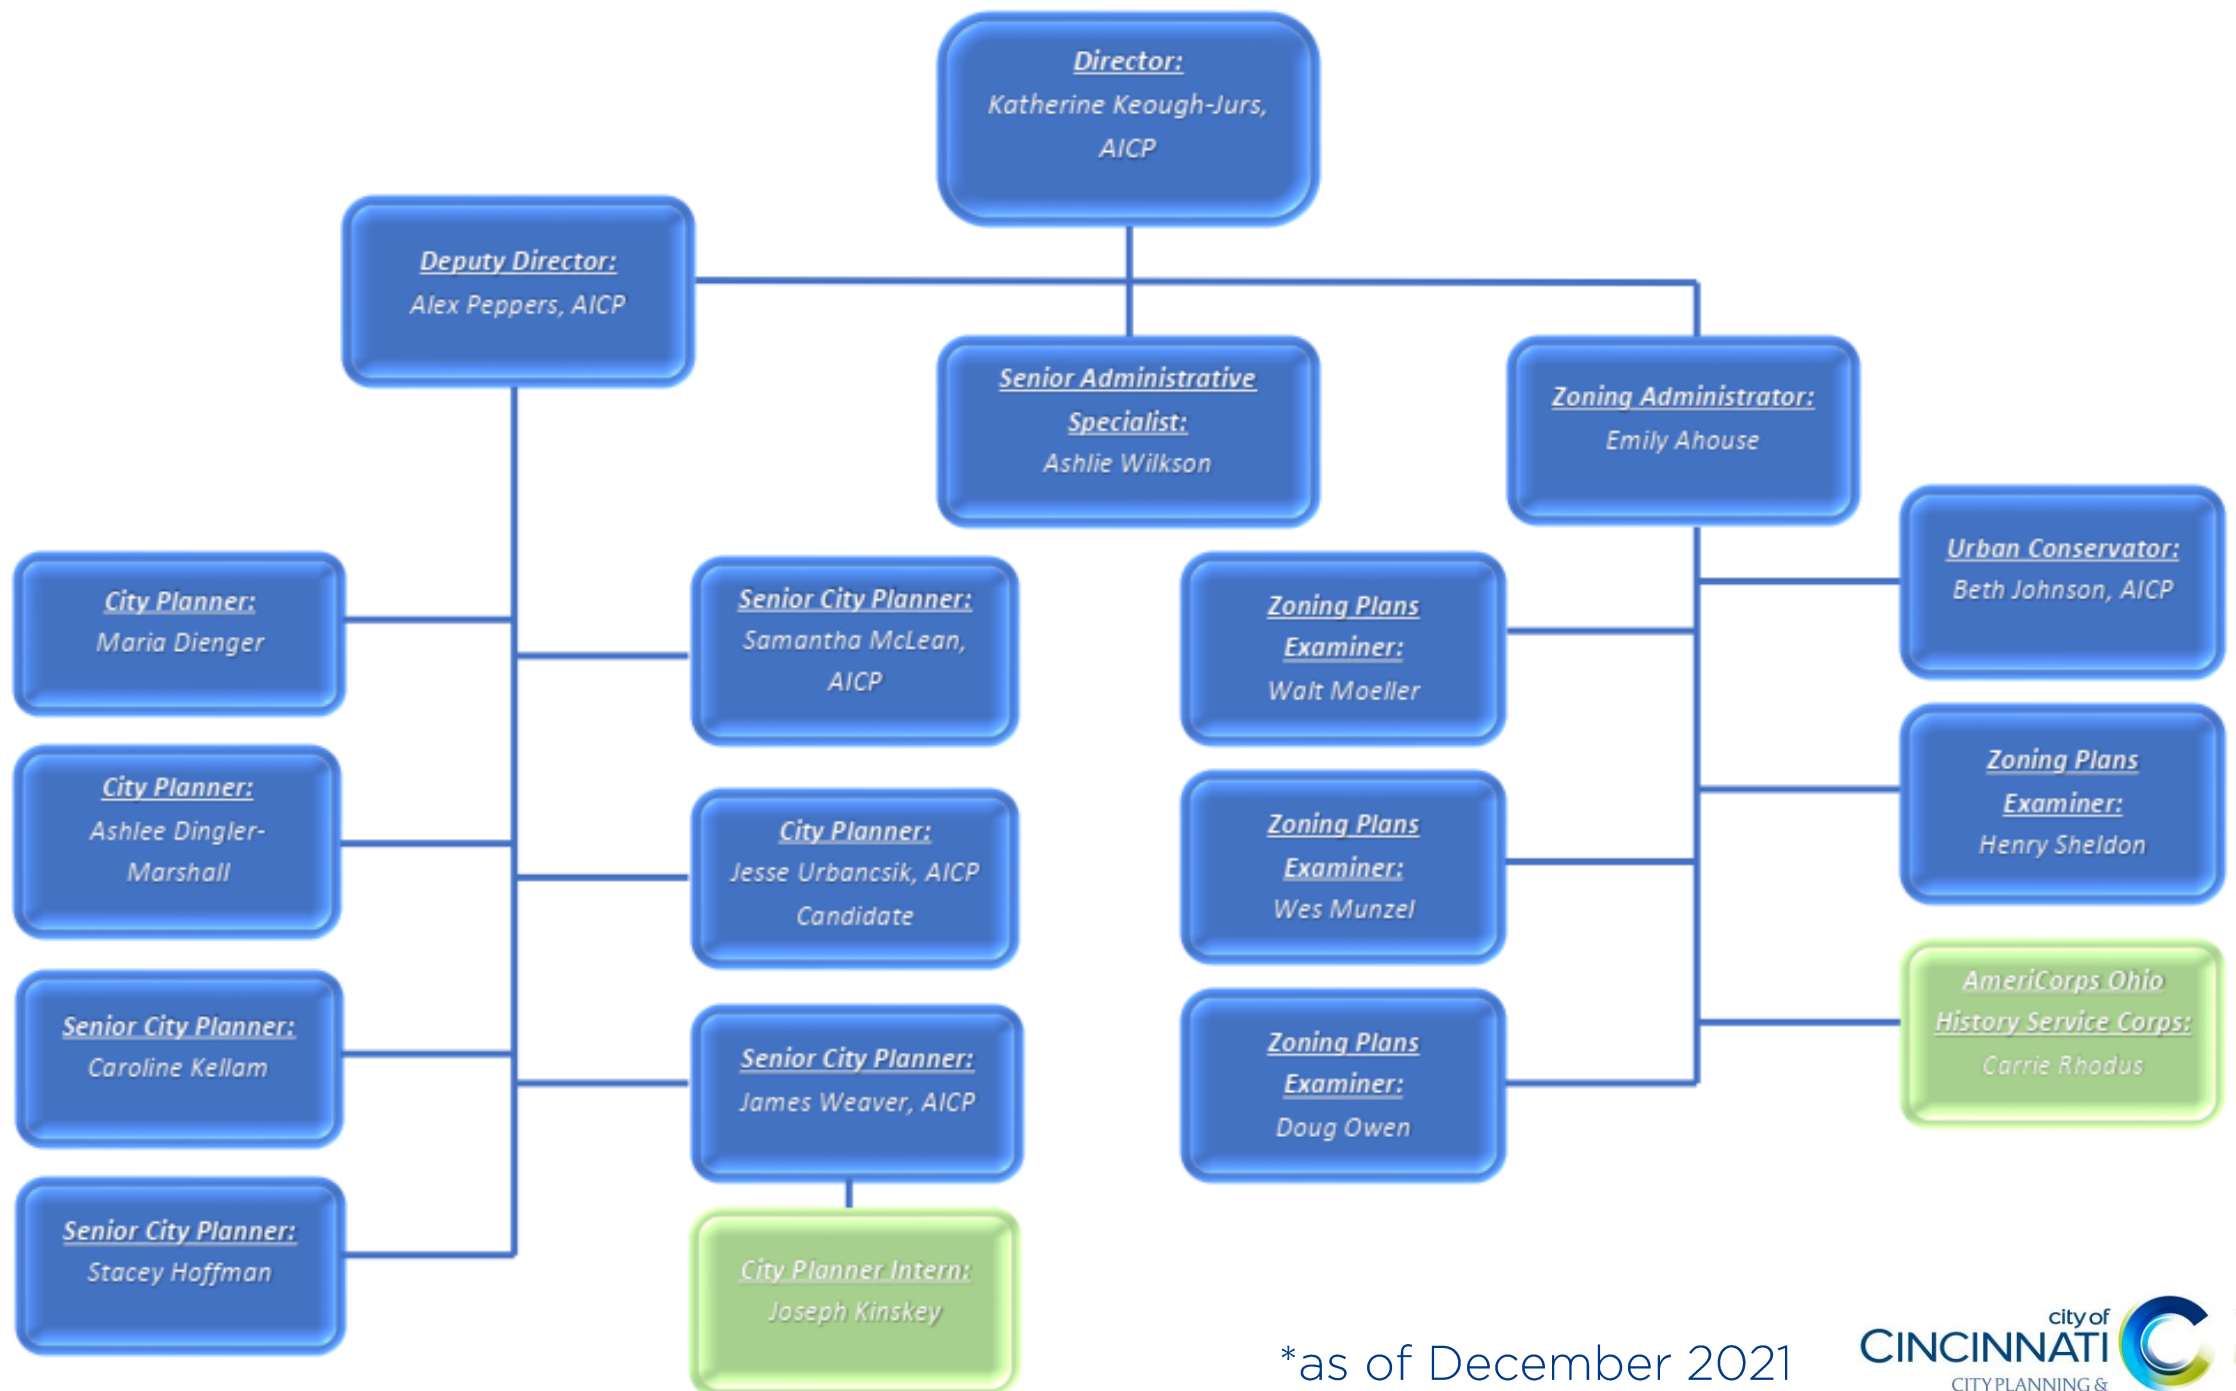 Director:
Katherine Keough-Jurs,
AICP
Deputy Director:
Alex Peppers, AICP
Senior Administrative
Specialist:
Ashlie Wilkson
Zoning Administrator:
Emily Ahouse
City Planner:
Maria Dienger
City Planner:
Ashlee Dingler-
Marshall
Senior City Planner:
Caroline Kellam
Senior City Planner:
Stacey Hoffman
Senior City Planner:
Samantha McLean,
AICP
City Planner:
Jesse Urbancsik, AICP
Candidate
Senior City Planner:
James Weaver, AICP
City Planner Intern:
Joseph Kinskey
Zoning Plans
Examiner:
Walt Moeller
Zoning Plans
Examiner:
Wes Munzel
Zoning Plans
Examiner:
Doug Owen
Urban Conservator:
Beth Johnson, AICP
Zoning Plans
Examiner:
Henry Sheldon
AmeriCorps Ohio
History Service Corps:
Carrie Rhodus
*as of December 2021
city of
CINCINNATI
CITY PLANNING &